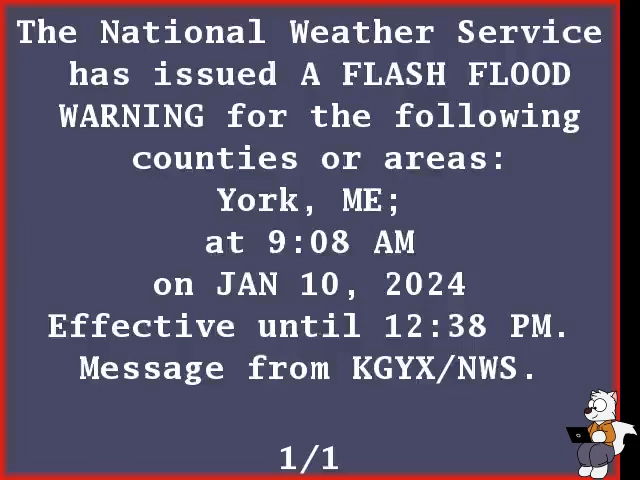 The National Weather Service
has issued A FLASH FLOOD
WARNING for the following
counties or areas:
York, ME;
at 9:08 AM
on JAN 10, 2024
Effective until 12:38 PM.
Message from KGYX/NWS.
1/1